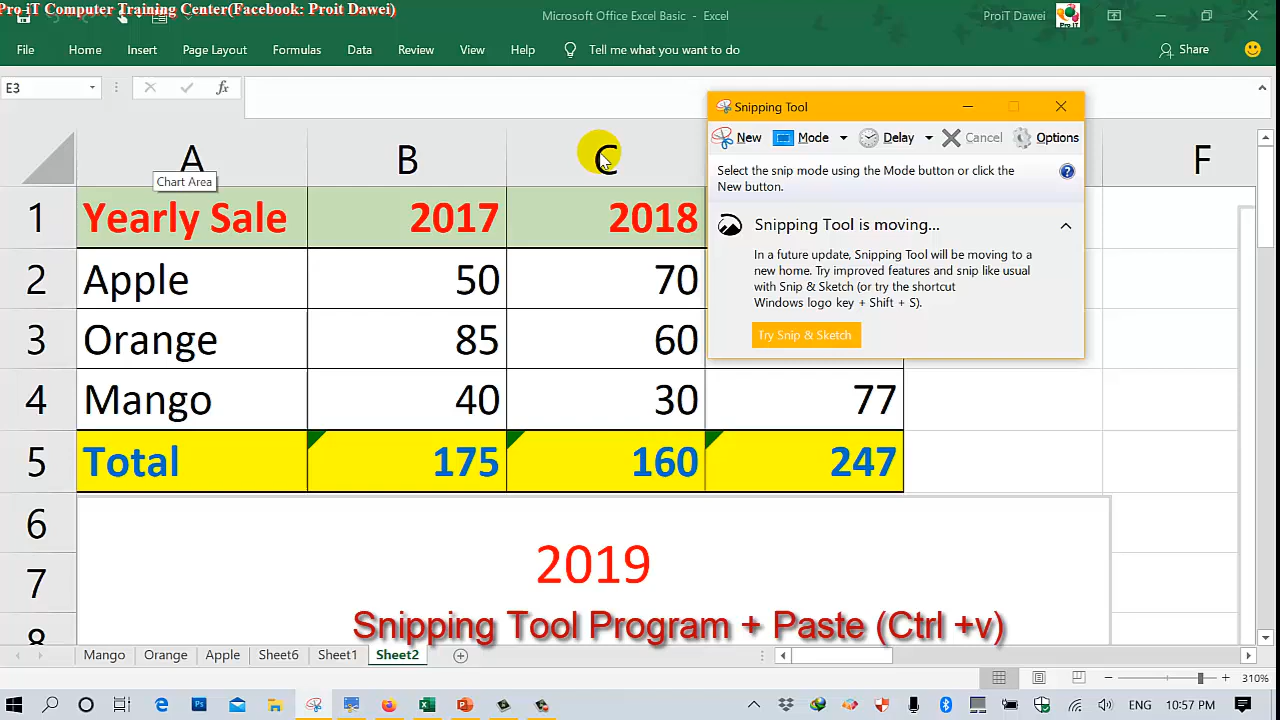 Pro iT Computer Training Center(Facebook: Proit Dawei)
Microsoft Office Excel Basic - Excel
ProiT Dawei
Pro iT
File Home Insert Page Layout Formulas Data Review View Help Tell me what you want to do Share
E3 fx
Snipping Tool
New Mode Delay Cancel Options
Select the snip mode using the Mode button or click the
New button.
Snipping Tool is moving...
In a future update, Snipping Tool will be moving to a
new home. Try improved features and snip like usual
with Snip & Sketch (or try the shortcut
Windows logo key + Shift + S).
Try Snip & Sketch
A B C F
Chart Area
1 Yearly Sale 2017 2018
2 Apple 50 70
3 Orange 85 60
4 Mango 40 30 77
5 Total 175 160 247
6
2019
7
Snipping Tool Program + Paste (Ctrl +v)
8
Mango Orange Apple Sheet6 Sheet1 Sheet2
310%
ENG 10:57 PM